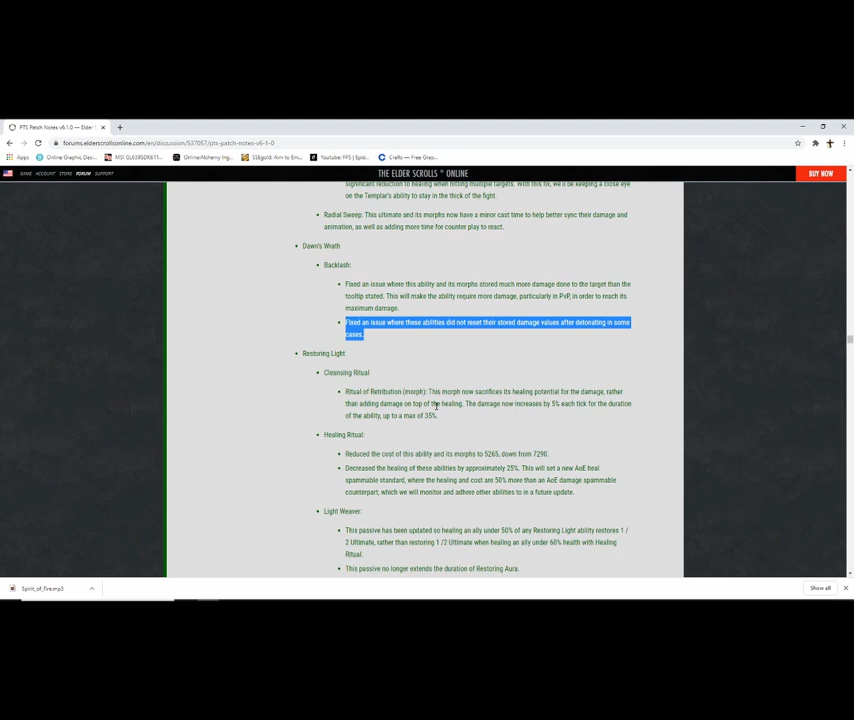 PTS Patch Notes v6-1-0 — Elder
forums.elderscrollsonline.com/en/discussion/537057/pts-patch-notes-v6-1-0
Apps Online Graphic Desi... MSI GL6395DK611... Online:Alchemy Ing... SSEgold: Aim to Em... Youtube: FPS | Epid... Crello — Free Grap...
GAME ACCOUNT STORE FORUM SUPPORT THE ELDER SCROLLS ONLINE BUY NOW
significant reduction to healing when hitting multiple targets. With this fix, we'll be keeping a close eye
on the Templar's ability to stay in the thick of the fight.
Radial Sweep: This ultimate and its morphs now have a minor cast time to help better sync their damage and
animation, as well as adding more time for counter play to react.
Dawn's Wrath
Backlash:
Fixed an issue where this ability and its morphs stored much more damage done to the target than the
tooltip stated. This will make the ability require more damage, particularly in PvP, in order to reach its
maximum damage.
Fixed an issue where these abilities did not reset their stored damage values after detonating in some
cases.
Restoring Light
Cleansing Ritual
Ritual of Retribution (morph): This morph now sacrifices its healing potential for the damage, rather
than adding damage on top of the healing. The damage now increases by 5% each tick for the duration
of the ability, up to a max of 35%.
Healing Ritual:
Reduced the cost of this ability and its morphs to 5265, down from 7290.
Decreased the healing of these abilities by approximately 25%. This will set a new AoE heal
spammable standard, where the healing and cost are 50% more than an AoE damage spammable
counterpart, which we will monitor and adhere other abilities to in a future update.
Light Weaver:
This passive has been updated so healing an ally under 50% of any Restoring Light ability restores 1 /
2 Ultimate, rather than restoring 1 /2 Ultimate when healing an ally under 60% health with Healing
Ritual.
This passive no longer extends the duration of Restoring Aura.
Spirit_of_Fire.mp3 Show all